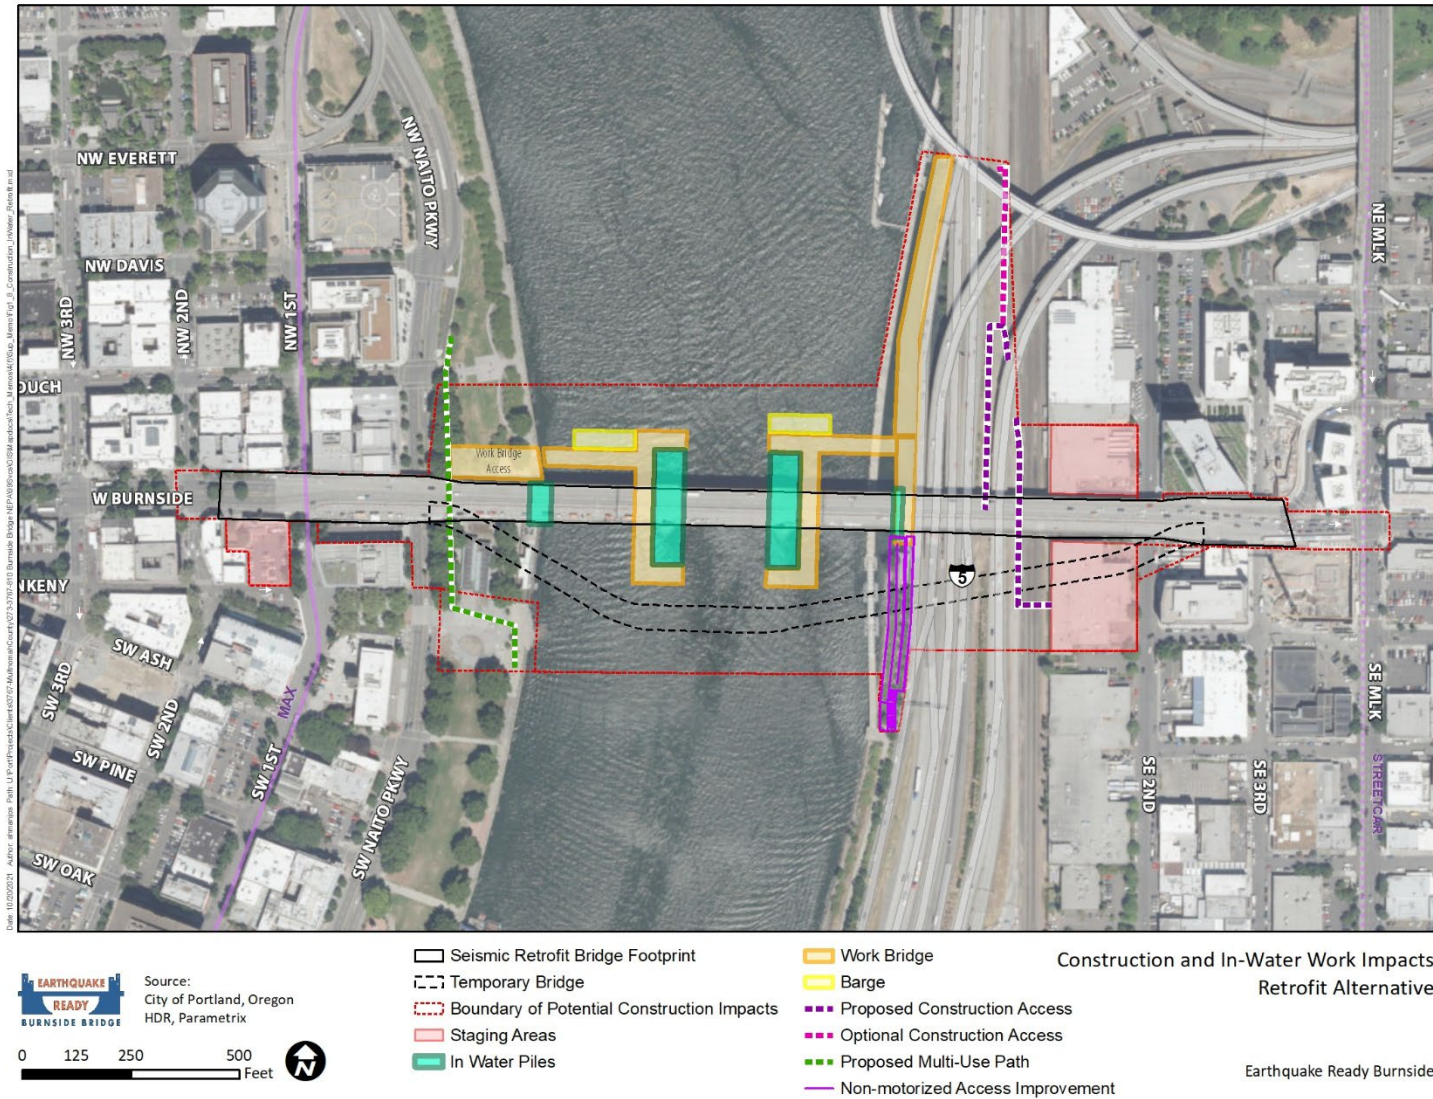 NW EVERETT
NW NAITO PKWY
NW DAVIS
NW 3RD
NW 2ND
NW 1ST
NE MLK
OUCH
Work Bridge
Access
W BURNSIDE
NKENY
5
SW ASH
SW 3RD
SW 2ND
MAX
SW PINE
SW 1ST
SW NAITO PKWY
SW OAK
SE 2ND
SE 3RD
SE MLK
STREETCAR
EARTHQUAKE
READY
BURNSIDE BRIDGE
Source:
City of Portland, Oregon
HDR, Parametrix
0 125 250 500
Feet
N
Seismic Retrofit Bridge Footprint
Temporary Bridge
Boundary of Potential Construction Impacts
Staging Areas
In Water Piles
Work Bridge
Barge
Proposed Construction Access
Optional Construction Access
Proposed Multi-Use Path
Non-motorized Access Improvement
Construction and In-Water Work Impacts
Retrofit Alternative
Earthquake Ready Burnside